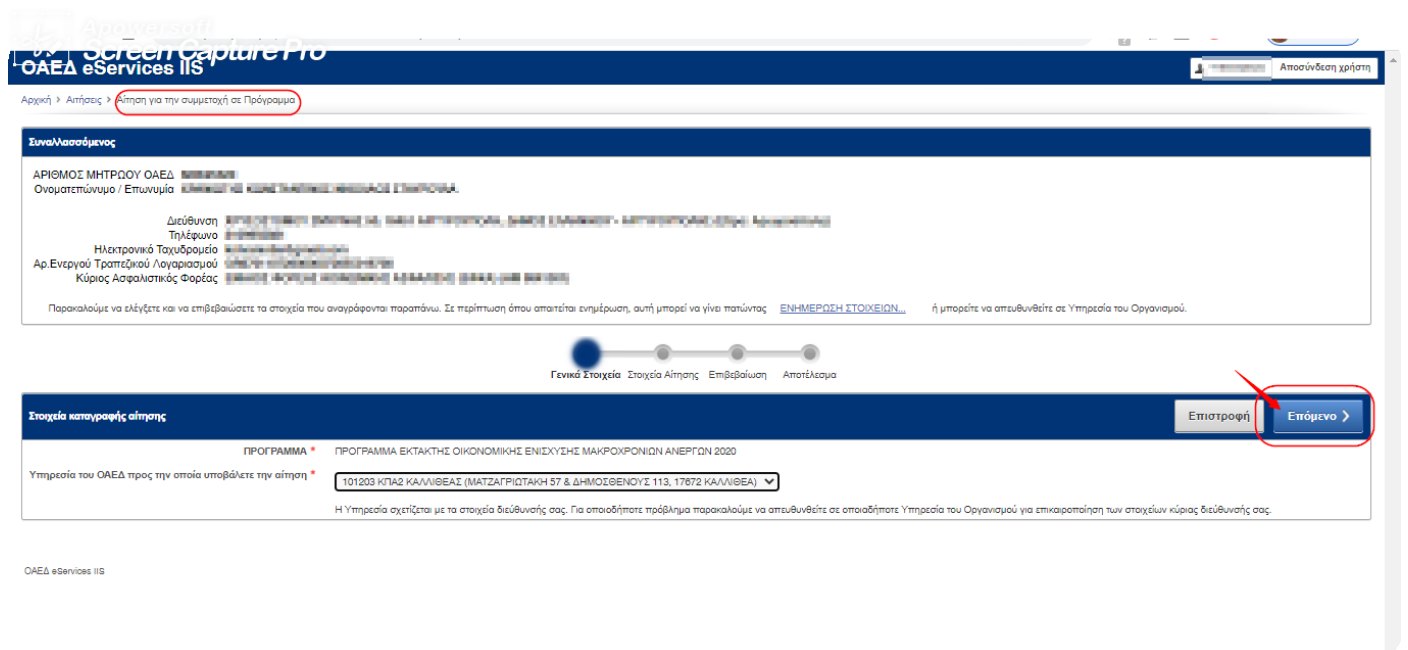 Apowersoft
Screen Capture Pro
ΟΑΕΔ eServices IIS
Αποσύνδεση χρήστη
Αρχική > Αιτήσεις > Αίτηση για την συμμετοχή σε Πρόγραμμα
Συναλλασσόμενος
ΑΡΙΘΜΟΣ ΜΗΤΡΩΟΥ ΟΑΕΔ
Ονοματεπώνυμο / Επωνυμία
Διεύθυνση
Τηλέφωνο
Ηλεκτρονικό Ταχυδρομείο
Αρ.Ενεργού Τραπεζικού Λογαριασμού
Κύριος Ασφαλιστικός Φορέας
Παρακαλούμε να ελέγξετε και να επιβεβαιώσετε τα στοιχεία που αναγράφονται παραπάνω. Σε περίπτωση όπου απαιτείται ενημέρωση, αυτή μπορεί να γίνει πατώντας ΕΝΗΜΕΡΩΣΗ ΣΤΟΙΧΕΙΩΝ... ή μπορείτε να απευθυνθείτε σε Υπηρεσία του Οργανισμού.
Γενικά Στοιχεία Στοιχεία Αίτησης Επιβεβαίωση Αποτέλεσμα
Στοιχεία καταγραφής αίτησης Επιστροφή Επόμενο >
ΠΡΟΓΡΑΜΜΑ * ΠΡΟΓΡΑΜΜΑ ΕΚΤΑΚΤΗΣ ΟΙΚΟΝΟΜΙΚΗΣ ΕΝΙΣΧΥΣΗΣ ΜΑΚΡΟΧΡΟΝΙΩΝ ΑΝΕΡΓΩΝ 2020
Υπηρεσία του ΟΑΕΔ προς την οποία υποβάλετε την αίτηση * 101203 ΚΠΑ2 ΚΑΛΛΙΘΕΑΣ (ΜΑΤΖΑΓΡΙΩΤΑΚΗ 57 & ΔΗΜΟΣΘΕΝΟΥΣ 113, 17672 ΚΑΛΛΙΘΕΑ)
Η Υπηρεσία σχετίζεται με τα στοιχεία διεύθυνσής σας. Για οποιοδήποτε πρόβλημα παρακαλούμε να απευθυνθείτε σε οποιαδήποτε Υπηρεσία του Οργανισμού για επικαιροποίηση των στοιχείων κύριας διεύθυνσής σας.
ΟΑΕΔ eServices IIS